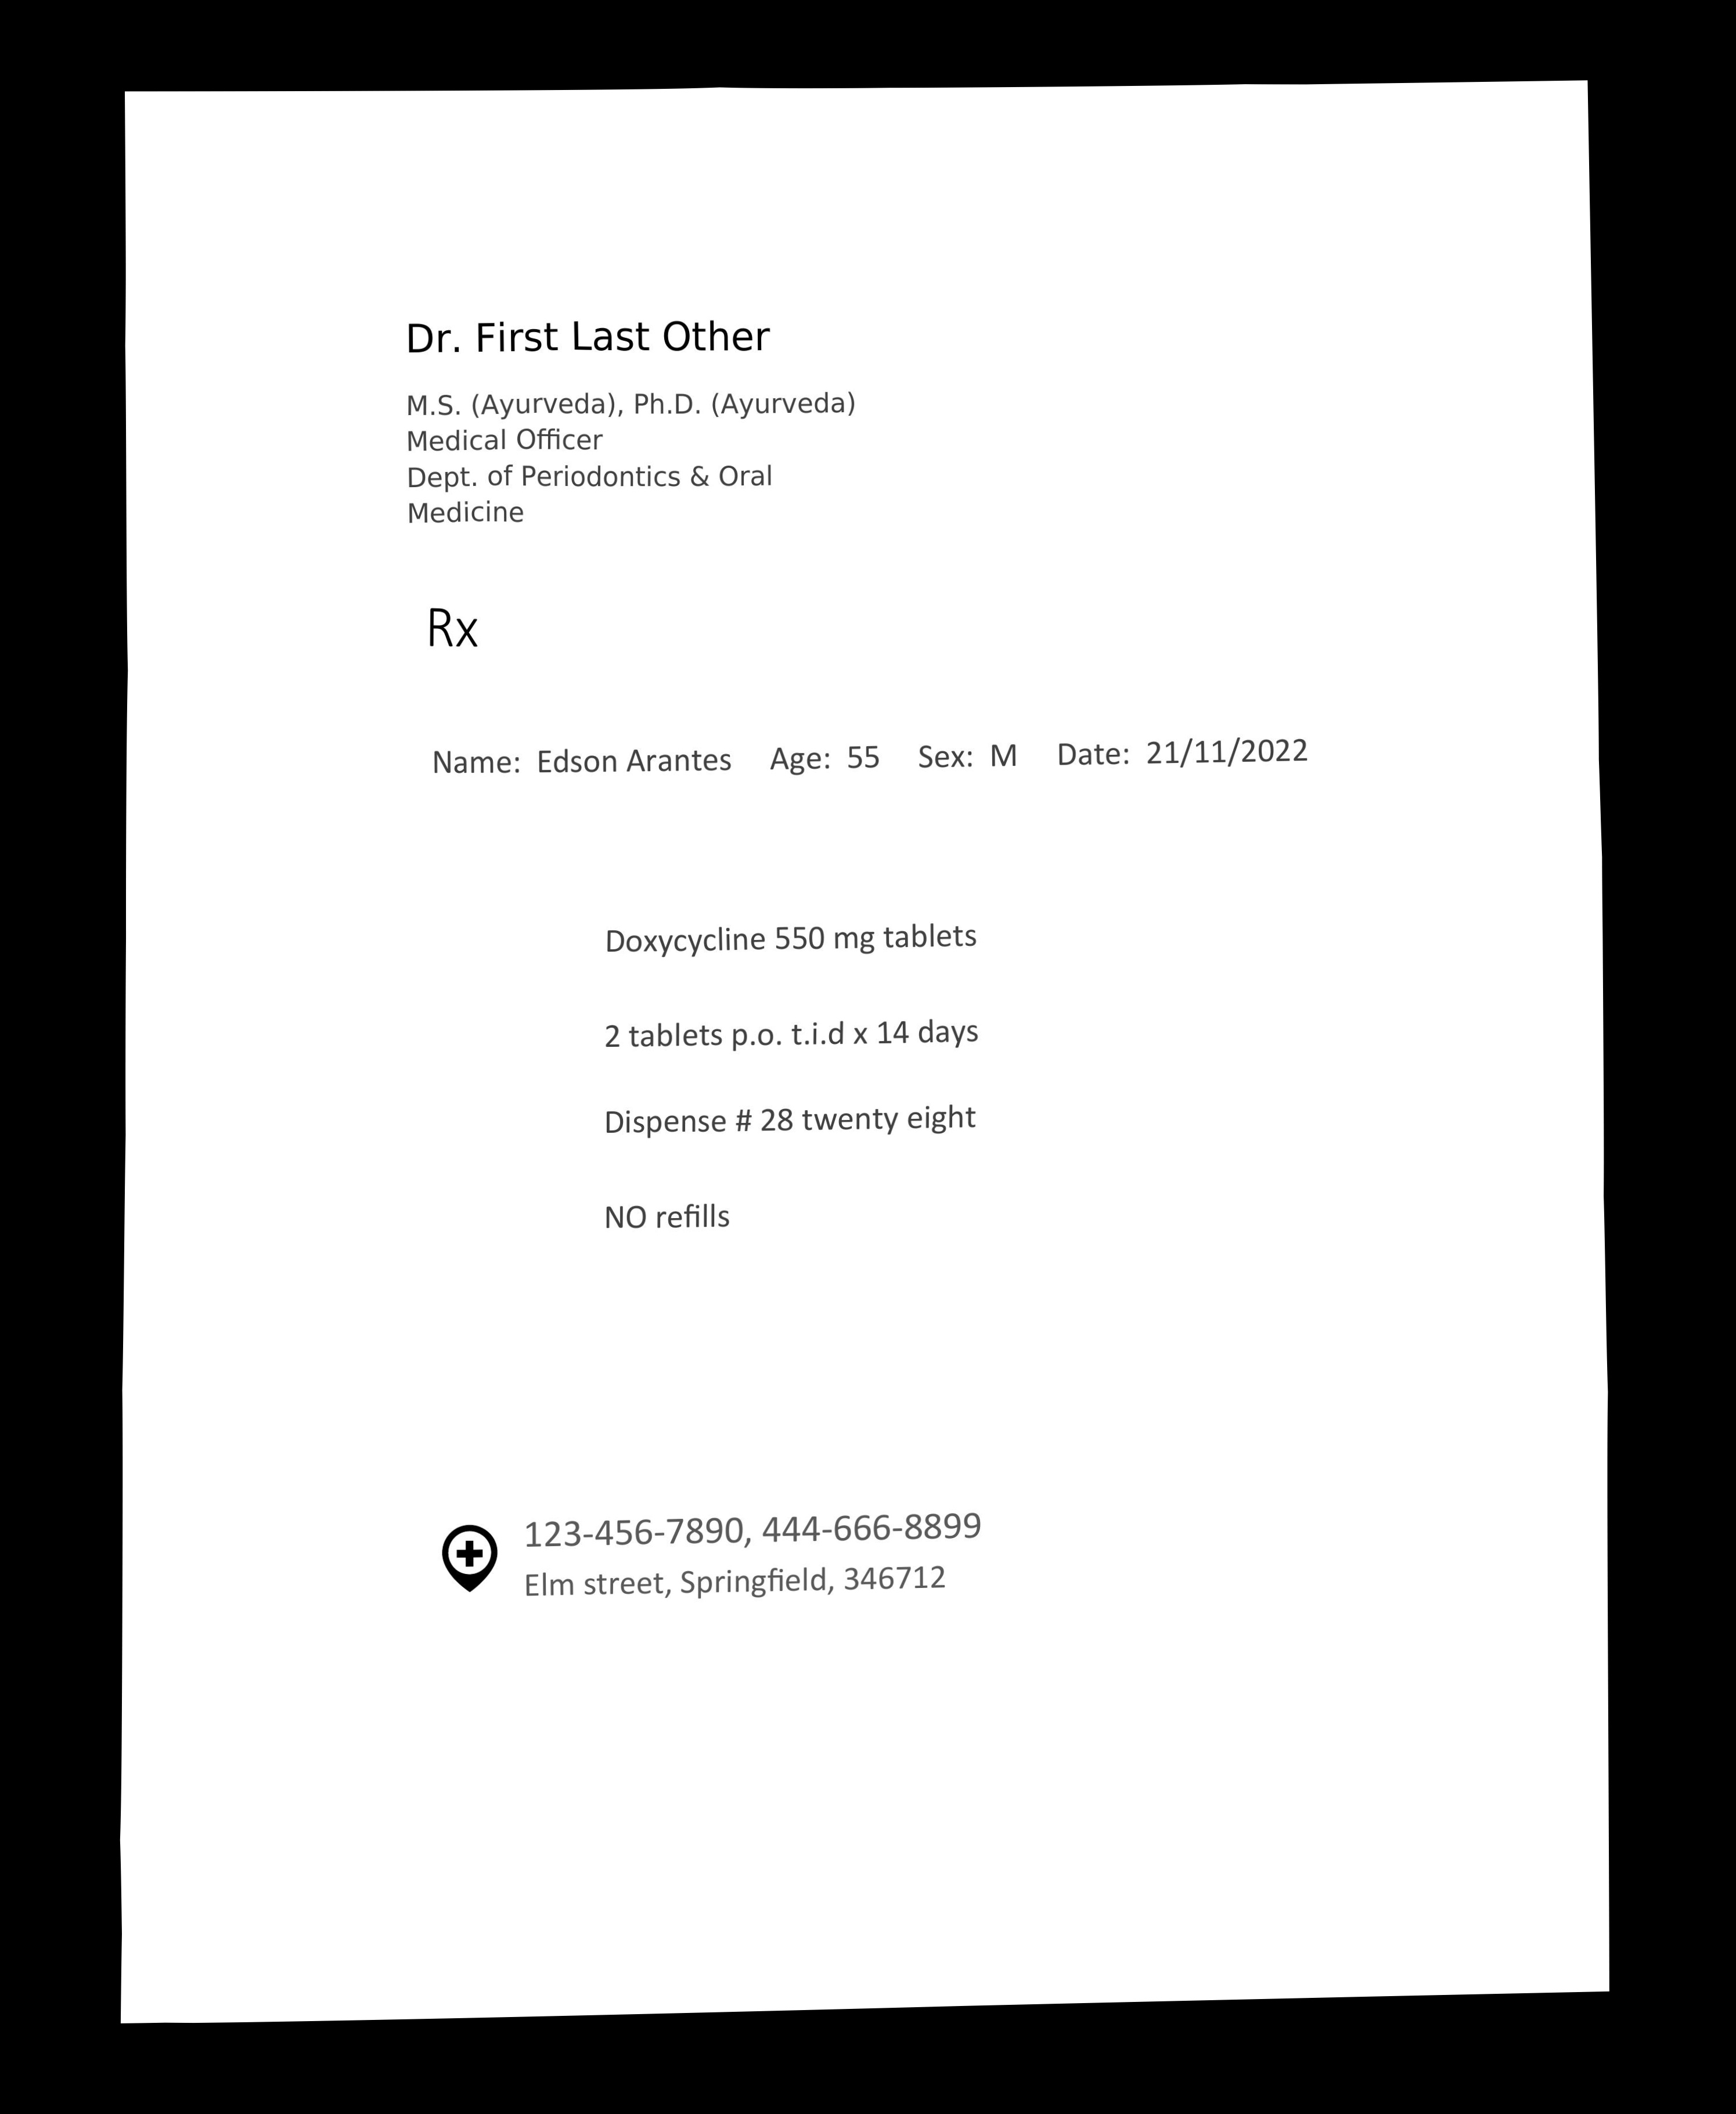 Dr. First Last Other
M.S. (Ayurveda), Ph.D. (Ayurveda)
Medical Officer
Dept. of Periodontics & Oral
Medicine
Rx
Name: Edson Arantes Age: 55 Sex: M Date: 21/11/2022
Doxycycline 550 mg tablets
2 tablets p.o. t.i.d x 14 days
Dispense # 28 twenty eight
NO refills
123-456-7890, 444-666-8899
Elm street, Springfield, 346712